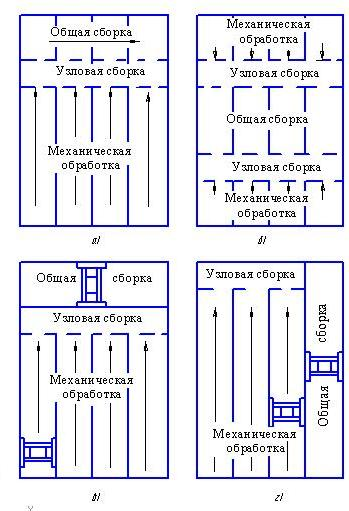 Общая сборка
Узловая сборка
Механическая
обработка
а)
Механическая
обработка
Узловая сборка
Общая сборка
Узловая сборка
Механическая
обработка
б)
Общая сборка
Узловая сборка
Механическая
обработка
в)
Узловая сборка
Общая сборка
Механическая
обработка
г)